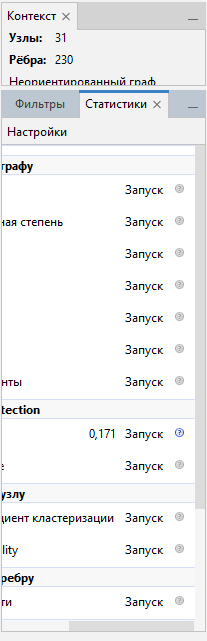 Контекст
Узлы: 31
Рёбра: 230
Неориентированный граф
Фильтры Статистики
Настройки
графу
Запуск
ная степень Запуск
Запуск
Запуск
Запуск
Запуск
нты Запуск
tection
0,171 Запуск
е Запуск
узлу
циент кластеризации Запуск
lity Запуск
ребру
ти Запуск